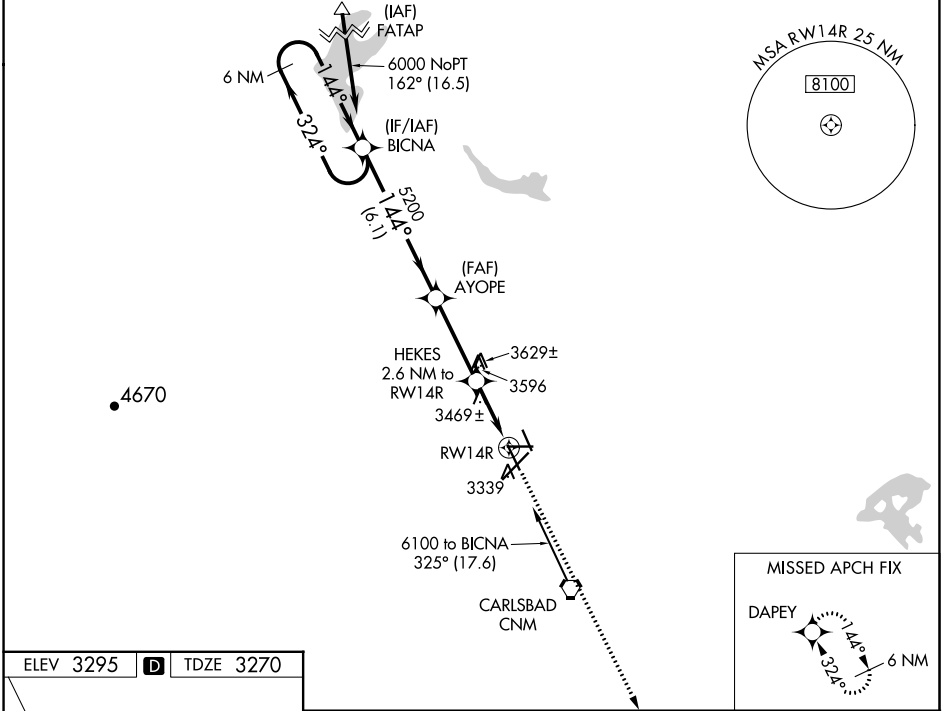 (IAF)
FATAP
6000 NoPT
162° (16.5)
6 NM
144°
324°
(IF/IAF)
BICNA
5200
144°
(6.1)
(FAF)
AYOPE
HEKES
2.6 NM to
RW14R
3629±
3596
3469±
RW14R
3339
4670
6100 to BICNA
325° (17.6)
CARLSBAD
CNM
MSA RW14R 25 NM
8100
MISSED APCH FIX
DAPEY
144°
324°
6 NM
ELEV 3295 D TDZE 3270